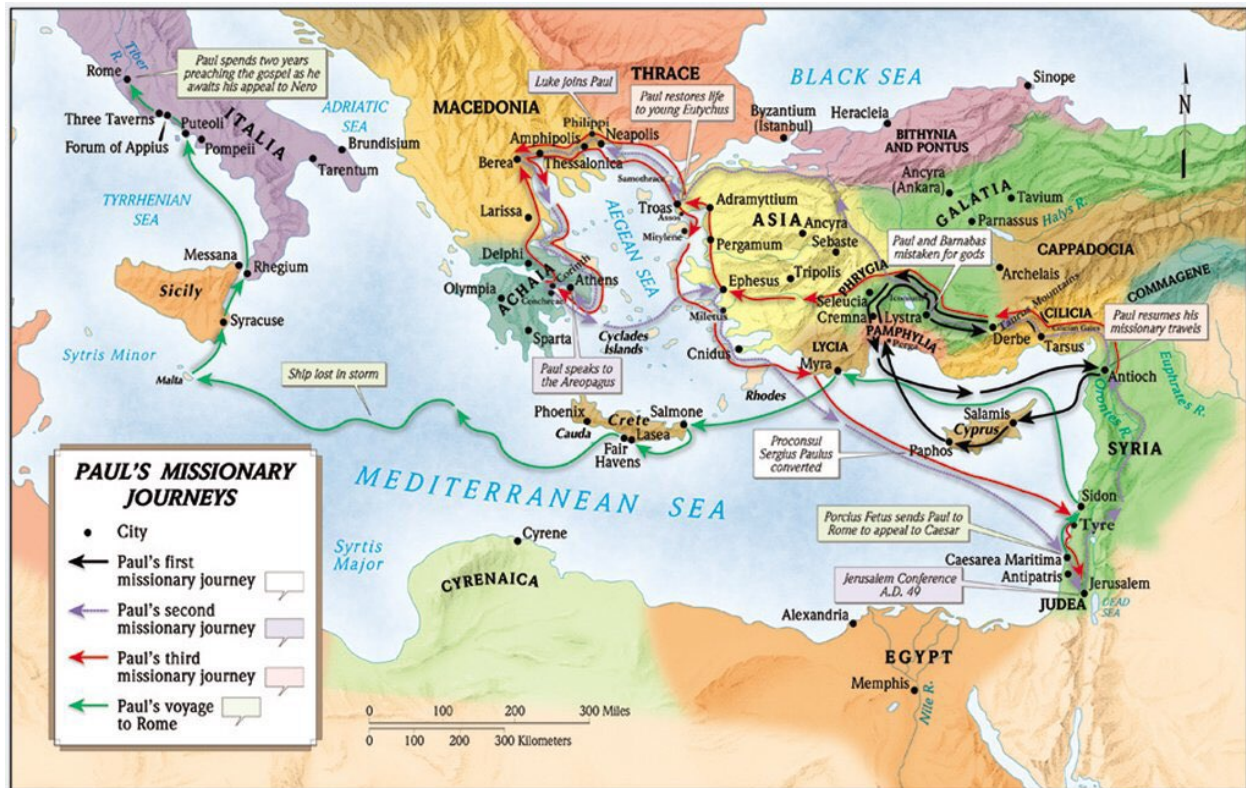 Tiber
R.
Rome
Paul spends two years
preaching the gospel as he
awaits his appeal to Nero
ADRIATIC
SEA
Three Taverns
Forum of Appius
Puteoli
Pompeii
ITALIA
Brundisium
Tarentum
TYRRHENIAN
SEA
Messana
Rhegium
Sicily
Syracuse
Sytris Minor
Malta
Ship lost in storm
MACEDONIA
THRACE
Luke joins Paul
Paul restores life
to young Eutychus
Philippi
Neapolis
Amphipolis
Thessalonica
Berea
Samothrace
Larissa
AEGEAN SEA
Troas
Assos
Mitylene
Delphi
ACHAIA
Corinth
Athens
Olympia
Sparta
Cyclades
Islands
Paul speaks to
the Areopagus
BLACK SEA
Sinope
Byzantium
(Istanbul)
Heracleia
BITHYNIA
AND PONTUS
Ancyra
(Ankara)
GALATIA
Tavium
Parnassus
Halys R.
Adramyttium
ASIA
Ancyra
Pergamum
Sebaste
Paul and Barnabas
mistaken for gods
CAPPADOCIA
Archelais
COMMAGENE
Ephesus
Tripolis
PHRYGIA
Seleucia
Cremna
Iconium
Lystra
Taurus Mountains
CILICIA
Cilician Gates
Paul resumes his
missionary travels
Miletus
PAMPHYLIA
Perga
Derbe
Tarsus
Cnidus
LYCIA
Myra
Antioch
Euphrates R.
Orontes R.
Rhodes
Phoenix
Crete
Salmone
Cauda
Lasea
Fair
Havens
Salamis
Cyprus
Paphos
SYRIA
Proconsul
Sergius Paulus
converted
MEDITERRANEAN SEA
Sidon
Tyre
Porcius Fetus sends Paul to
Rome to appeal to Caesar
Caesarea Maritima
Antipatris
Jerusalem
Jerusalem Conference
A.D. 49
JUDEA
DEAD
SEA
Syrtis
Major
Cyrene
CYRENAICA
Alexandria
EGYPT
Memphis
Nile R.
N
PAUL'S MISSIONARY
JOURNEYS
City
Paul's first
missionary journey
Paul's second
missionary journey
Paul's third
missionary journey
Paul's voyage
to Rome
0 100 200 300 Miles
0 100 200 300 Kilometers